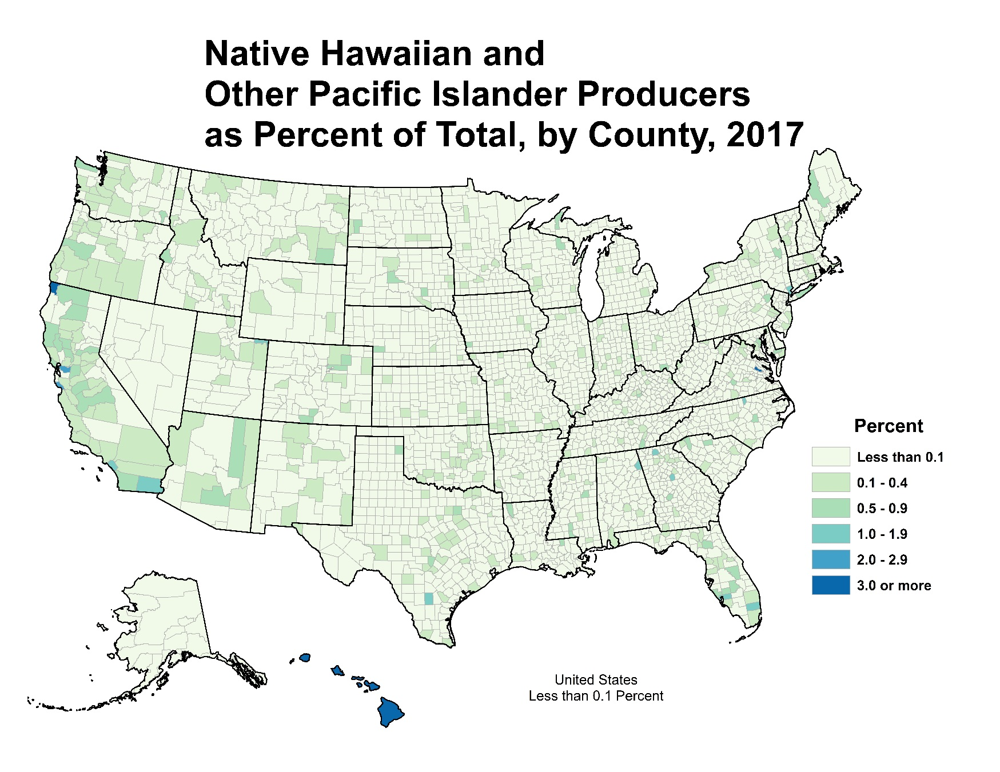 Native Hawaiian and
Other Pacific Islander Producers
as Percent of Total, by County, 2017
Percent
Less than 0.1
0.1 - 0.4
0.5 - 0.9
1.0 - 1.9
2.0 - 2.9
3.0 or more
United States
Less than 0.1 Percent